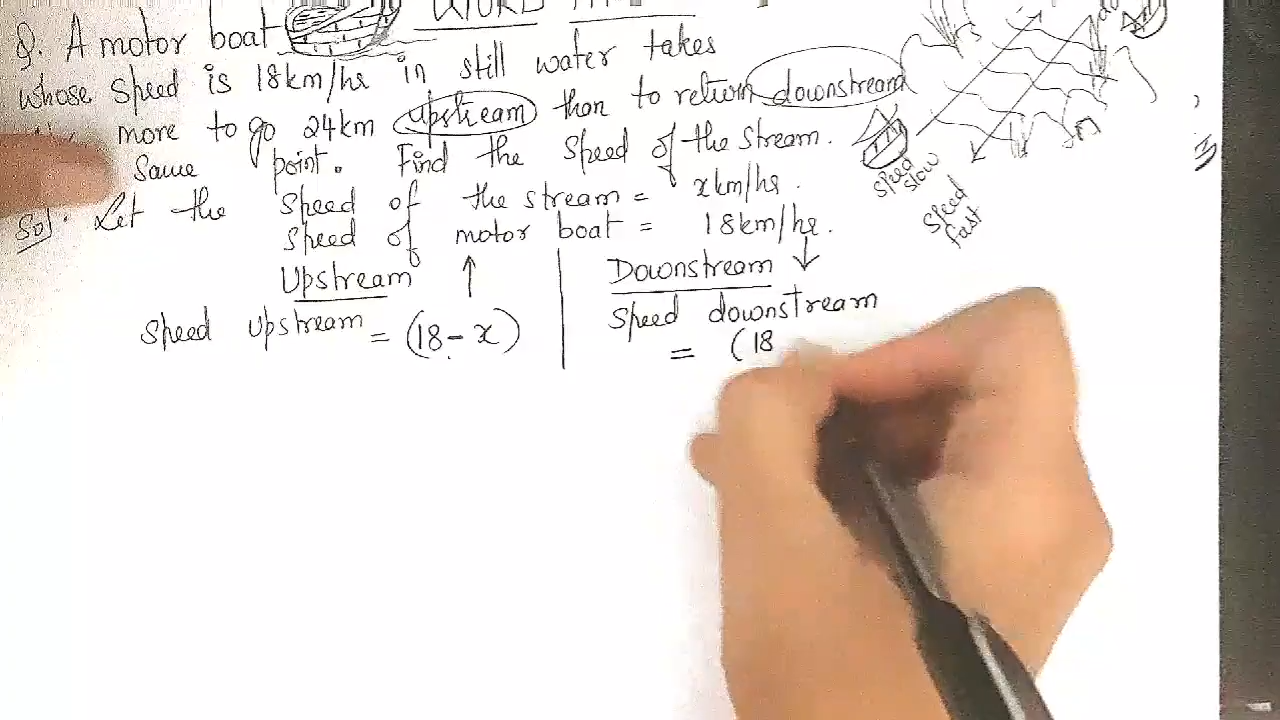 Q. A motor boat
whose speed is 18km/hr in still water takes
more to go 24km upstream than to return downstream
same point. Find the speed of the stream.
Sol. Let the speed of the stream = x km/hr.
speed of motor boat = 18km/hr.
Upstream ↑
Speed upstream = (18 - x)
Downstream ↓
Speed downstream
= (18
speed slow
speed fast